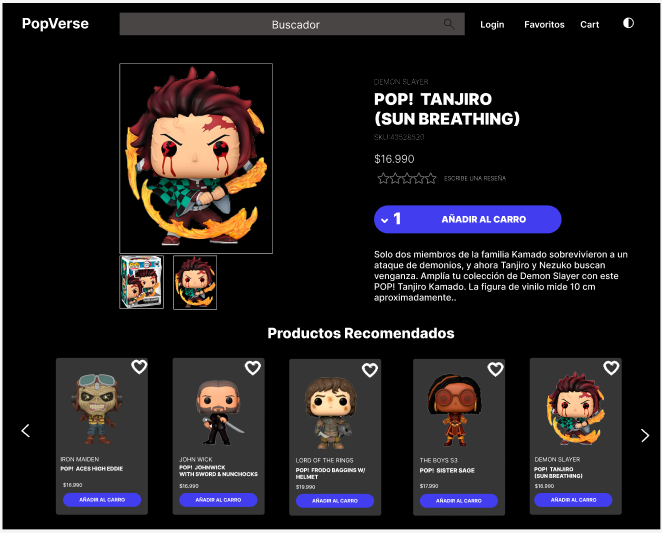 PopVerse
Buscador
Login
Favoritos
Cart
DEMON SLAYER
POP! TANJIRO
(SUN BREATHING)
SKU:43526520
$16.990
ESCRIBE UNA RESEÑA
1
AÑADIR AL CARRO
Solo dos miembros de la familia Kamado sobrevivieron a un
ataque de demonios, y ahora Tanjiro y Nezuko buscan
venganza. Amplía tu colección de Demon Slayer con este
POP! Tanjiro Kamado. La figura de vinilo mide 10 cm
aproximadamente..
Productos Recomendados
IRON MAIDEN
POP! ACES HIGH EDDIE
$16.990
AÑADIR AL CARRO
JOHN WICK
POP! JOHNWICK
WITH SWORD & NUNCHOCKS
$16.990
AÑADIR AL CARRO
LORD OF THE RINGS
POP! FRODO BAGGINS W/
HELMET
$19.990
AÑADIR AL CARRO
THE BOYS S3
POP! SISTER SAGE
$17.990
AÑADIR AL CARRO
DEMON SLAYER
POP! TANJIRO
(SUN BREATHING)
$16.990
AÑADIR AL CARRO